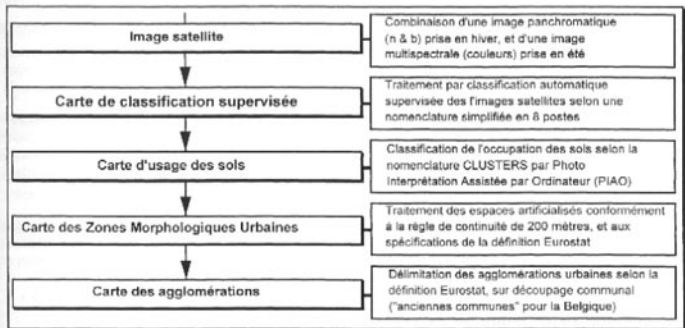 Image satellite
Combinaison d'une image panchromatique
(n & b) prise en hiver, et d'une image
multispectrale (couleurs) prise en été
Carte de classification supervisée
Traitement par classification automatique
supervisée des l'images satellites selon une
nomenclature simplifiée en 8 postes
Carte d'usage des sols
Classification de l'occupation des sols selon la
nomenclature CLUSTERS par Photo
Interprétation Assistée par Ordinateur (PIAO)
Carte des Zones Morphologiques Urbaines
Traitement des espaces artificialisés conformément
à la règle de continuité de 200 mètres, et aux
spécifications de la définition Eurostat
Carte des agglomérations
Délimitation des agglomérations urbaines selon la
définition Eurostat, sur découpage communal
("anciennes communes" pour la Belgique)